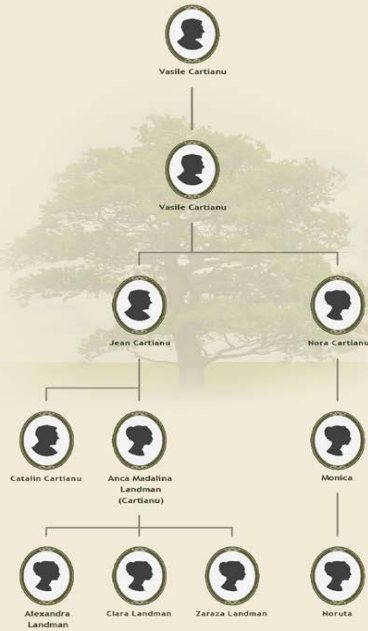 Vasile Cartianu
Vasile Cartianu
Jean Cartianu
Nora Cartianu
Catalin Cartianu
Anca Madalina
Landman
(Cartianu)
Monica
Alexandra
Landman
Clara Landman
Zaraza Landman
Noruta